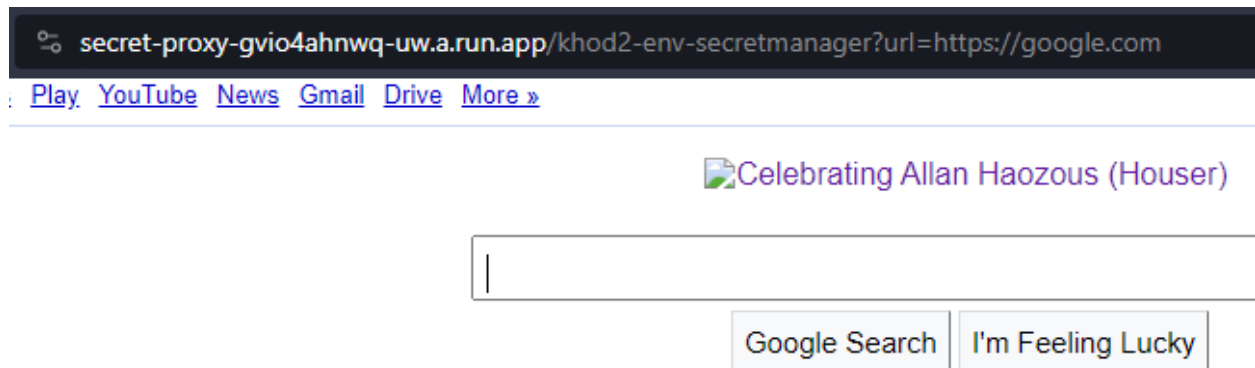 secret-proxy-gvio4ahnwq-uw.a.run.app/khod2-env-secretmanager?url=https://google.com
Play YouTube News Gmail Drive More »
Celebrating Allan Haozous (Houser)
Google Search I'm Feeling Lucky